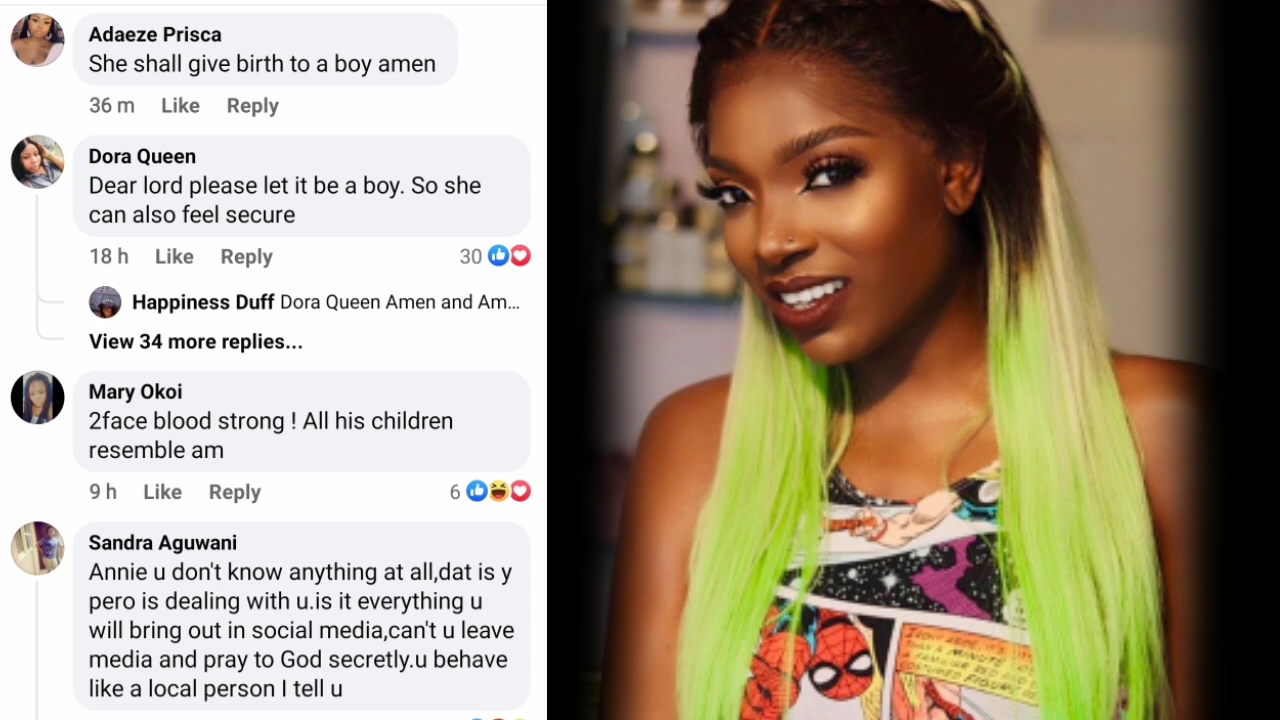 Adaeze Prisca
She shall give birth to a boy amen
36 m Like Reply
Dora Queen
Dear lord please let it be a boy. So she
can also feel secure
18 h Like Reply 30
Happiness Duff Dora Queen Amen and Am...
View 34 more replies...
Mary Okoi
2face blood strong ! All his children
resemble am
9 h Like Reply 6
Sandra Aguwani
Annie u don't know anything at all,dat is y
pero is dealing with u.is it everything u
will bring out in social media,can't u leave
media and pray to God secretly.u behave
like a local person I tell u
THAN A MINUTE